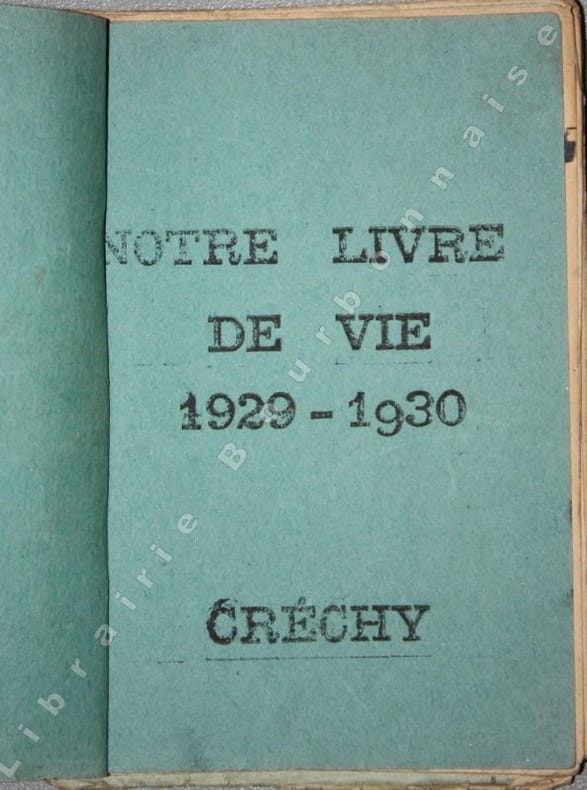 NOTRE LIVRE
DE VIE
1929 - 1930
CRÉCHY
Librairie Bourbonnaise